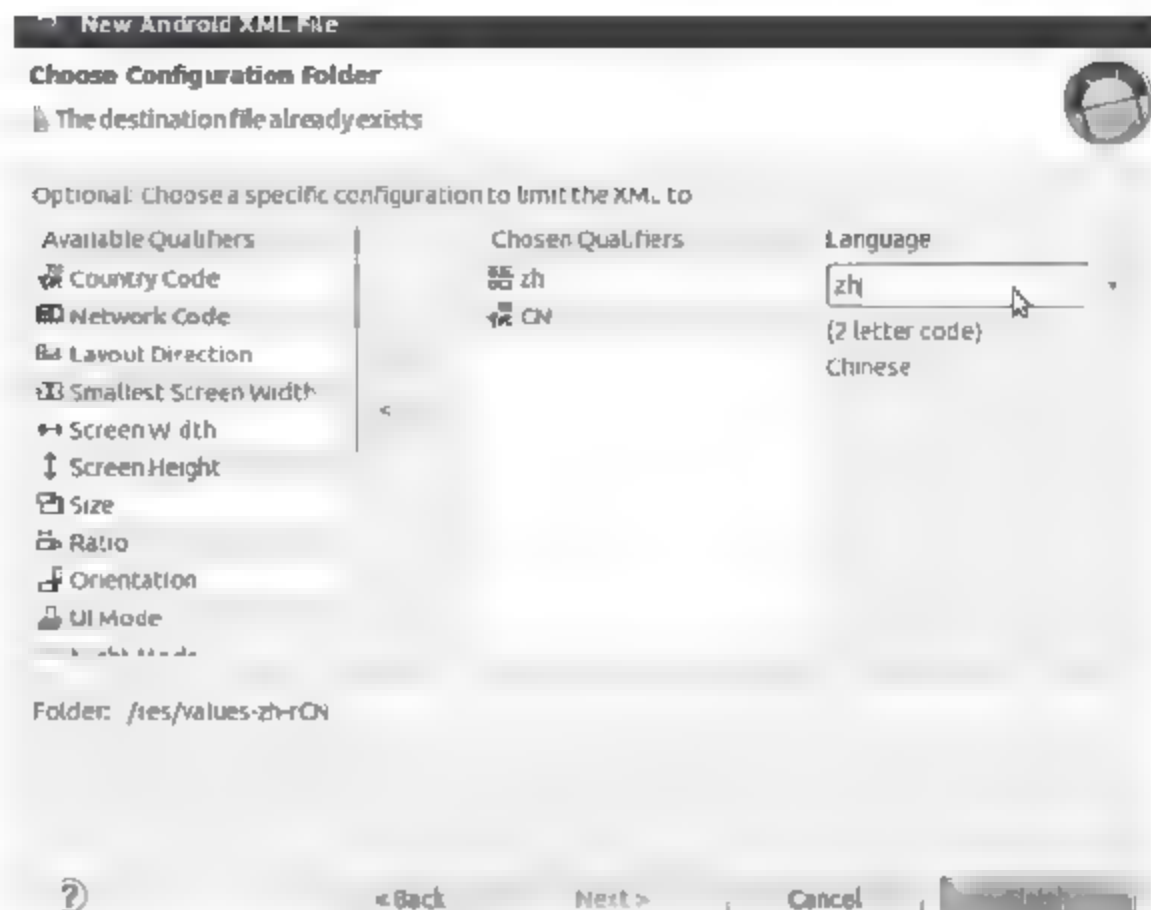 New Android XML File
Choose Configuration Folder
The destination file already exists
Optional: Choose a specific configuration to limit the XML to
Available Qualifiers
Country Code
Network Code
Layout Direction
Smallest Screen Width
Screen Width
Screen Height
Size
Ratio
Orientation
UI Mode
<
Chosen Qualifiers
zh
CN
Language
zh
(2 letter code)
Chinese
Folder: /res/values-zh-rCN
?
< Back
Next >
Cancel